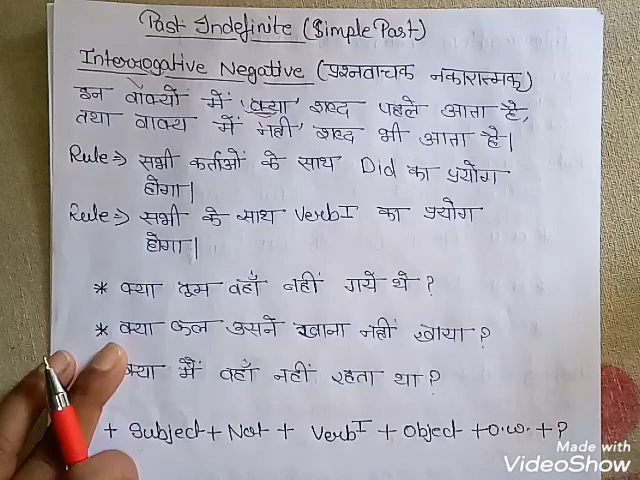 Past Indefinite (Simple Past)
Interrogative Negative (प्रश्नवाचक नकारात्मक)
इन वाक्यों में 'क्या' शब्द पहले आता है,
तथा वाक्य में 'नहीं' शब्द भी आता है।
Rule ⇒ सभी कर्त्ताओं के साथ Did का प्रयोग
होगा।
Rule ⇒ सभी के साथ Verb I का प्रयोग
होगा।
* क्या तुम वहाँ नहीं गये थे?
* क्या कल उसने खाना नहीं खाया?
क्या मैं वहाँ नहीं रहता था?
+ Subject + Not + Verb I + Object + O.W. + ?
Made with
VideoShow